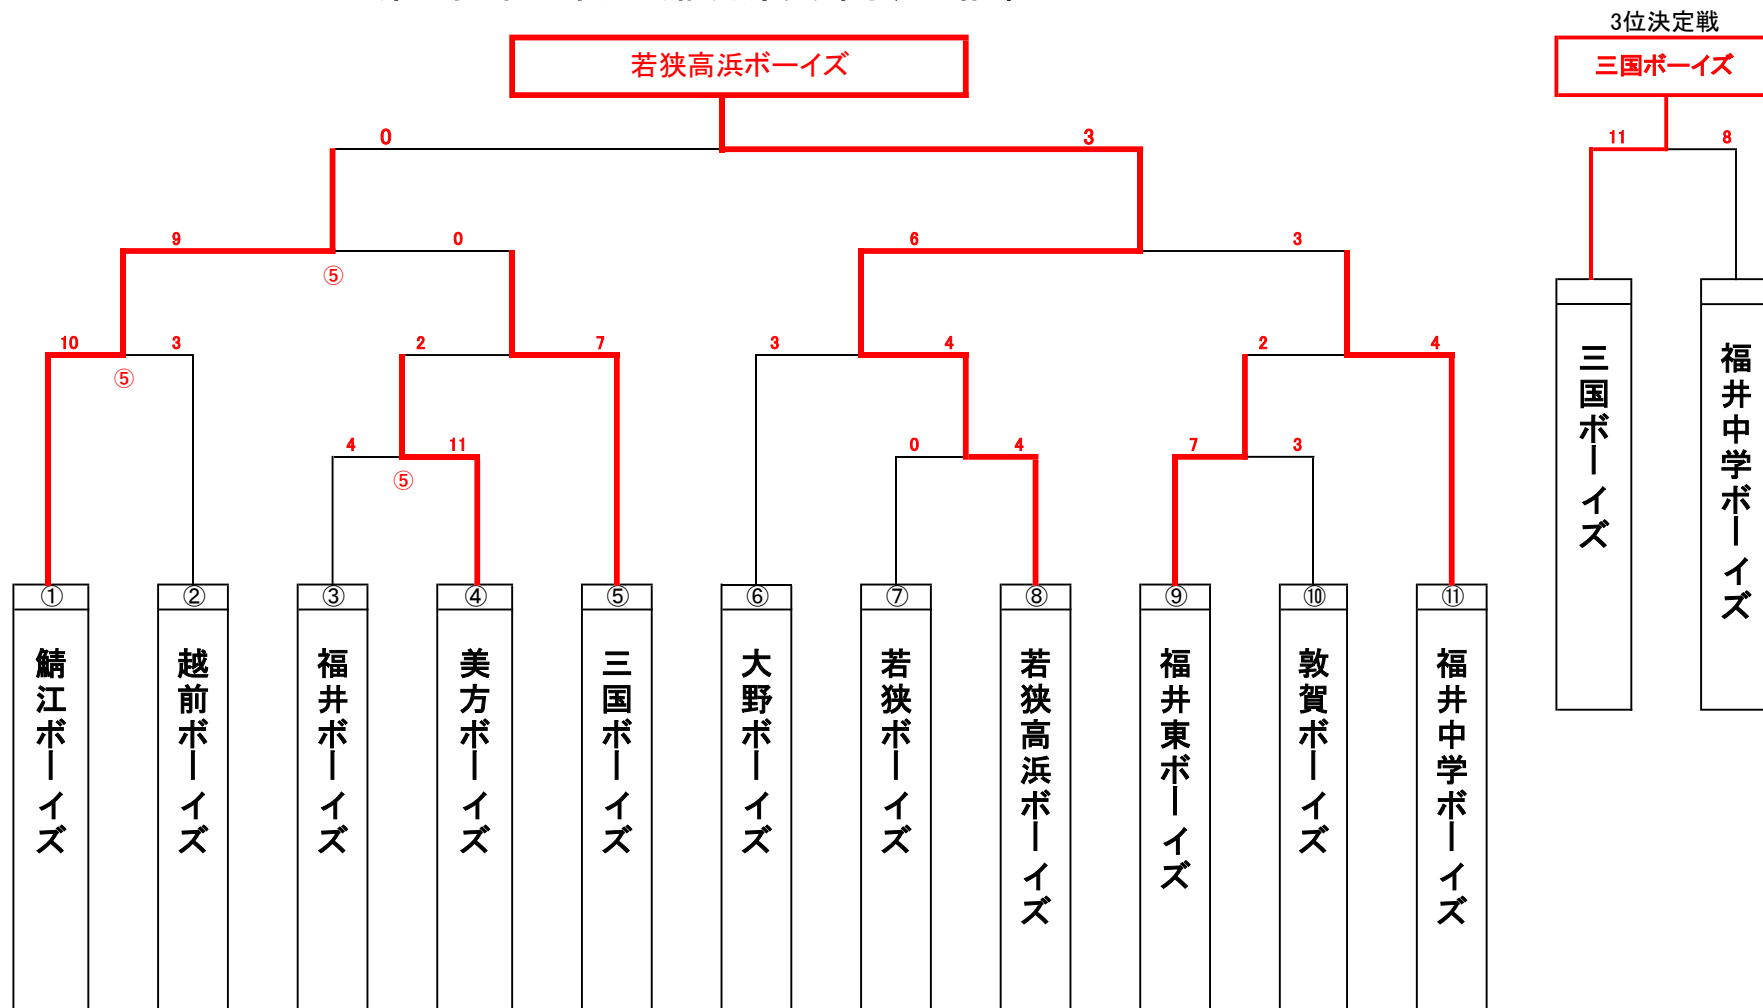 3位決定戦
若狭高浜ボーイズ
三国ボーイズ
0
3
11
8
9
0
6
3
⑤
10
3
2
7
3
4
2
4
⑤
4
11
0
4
7
3
⑤
三国ボーイズ
福井中学ボーイズ
①
②
③
④
⑤
⑥
⑦
⑧
⑨
⑩
⑪
鯖江ボーイズ
越前ボーイズ
福井ボーイズ
美方ボーイズ
三国ボーイズ
大野ボーイズ
若狭ボーイズ
若狭高浜ボーイズ
福井東ボーイズ
敦賀ボーイズ
福井中学ボーイズ